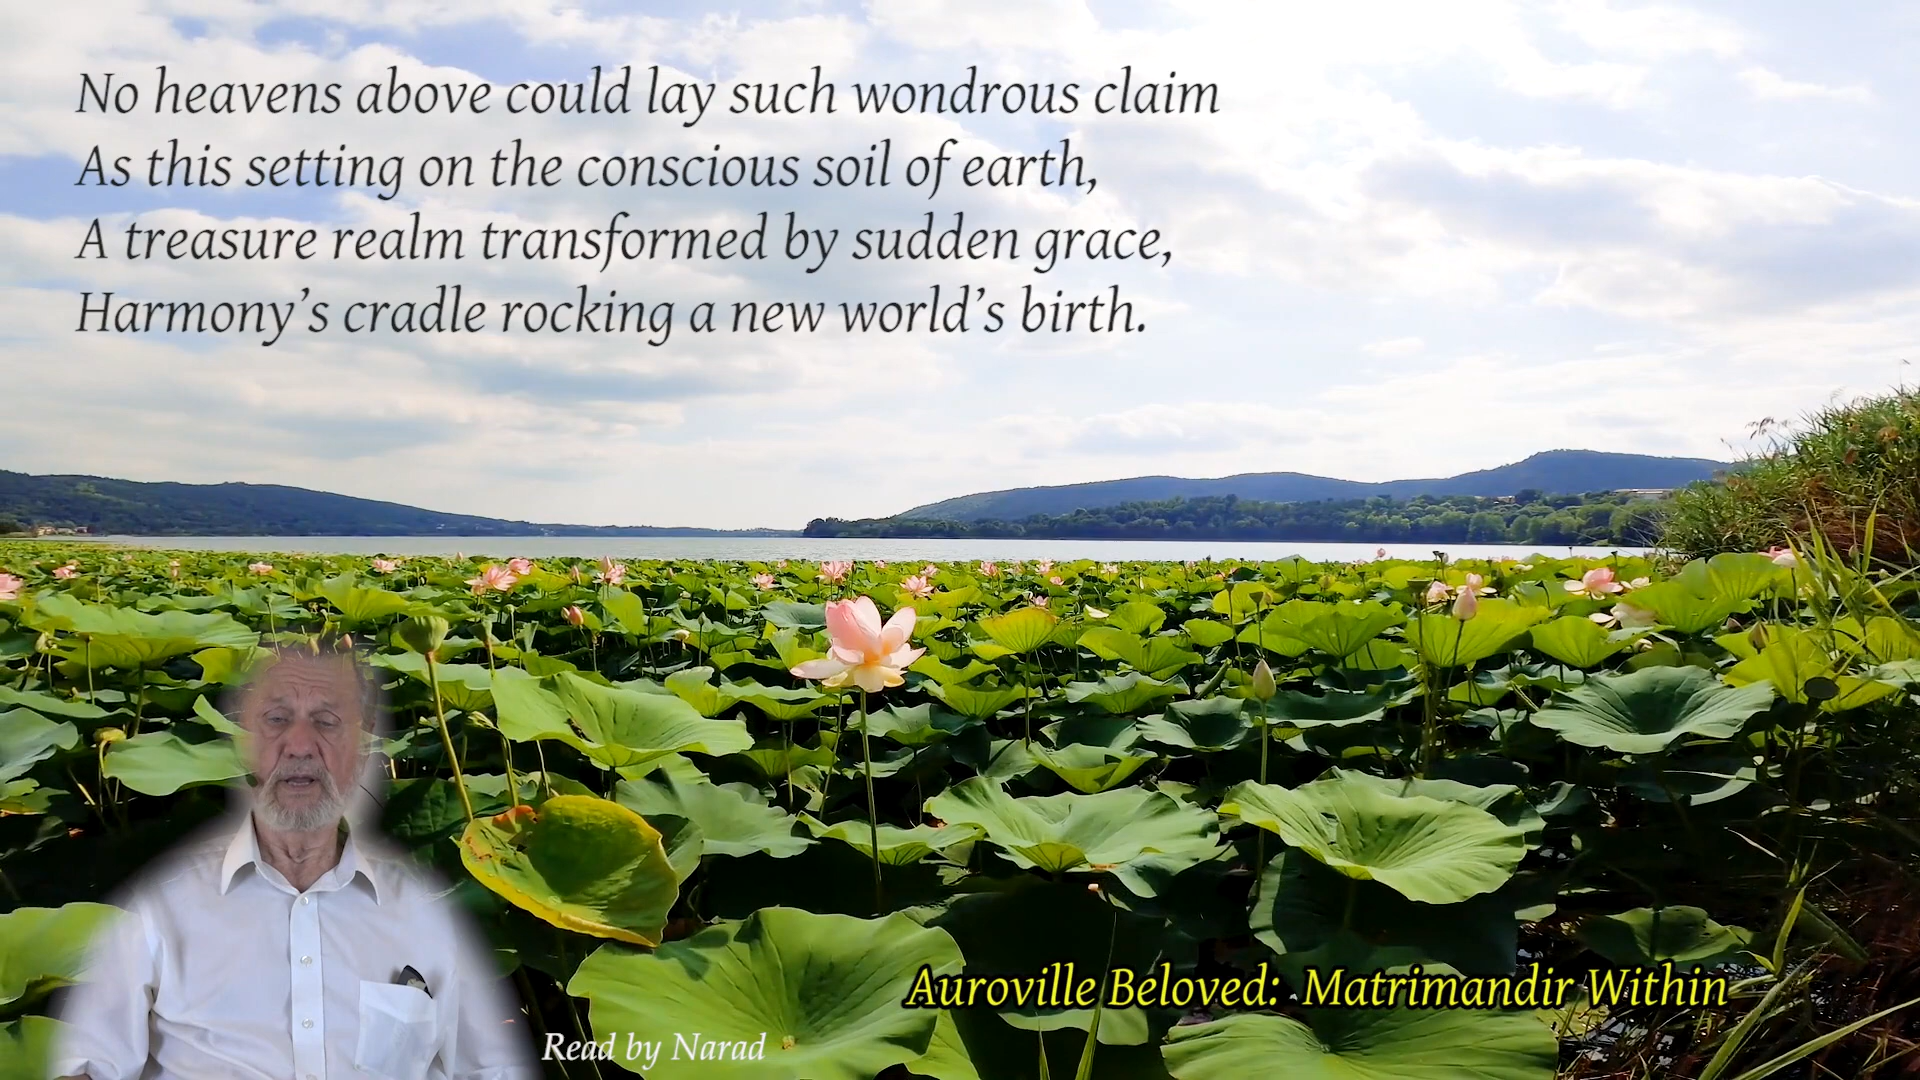 No heavens above could lay such wondrous claim
As this setting on the conscious soil of earth,
A treasure realm transformed by sudden grace,
Harmony’s cradle rocking a new world’s birth.
Auroville Beloved: Matrimandir Within
Read by Narad